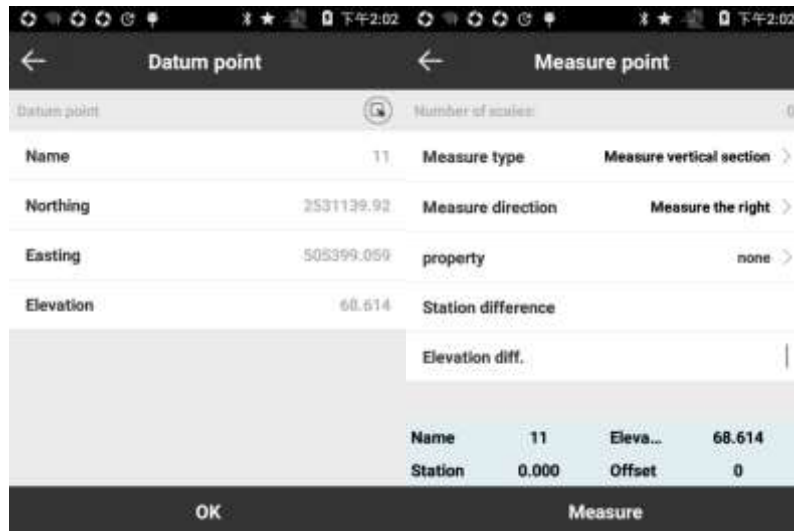 下午2:02
Datum point
Datum point
Name 11
Northing 2531139.92
Easting 505399.059
Elevation 68.614
OK
下午2:02
Measure point
Number of scales: 0
Measure type Measure vertical section
Measure direction Measure the right
property none
Station difference
Elevation diff.
Name 11 Eleva... 68.614
Station 0.000 Offset 0
Measure